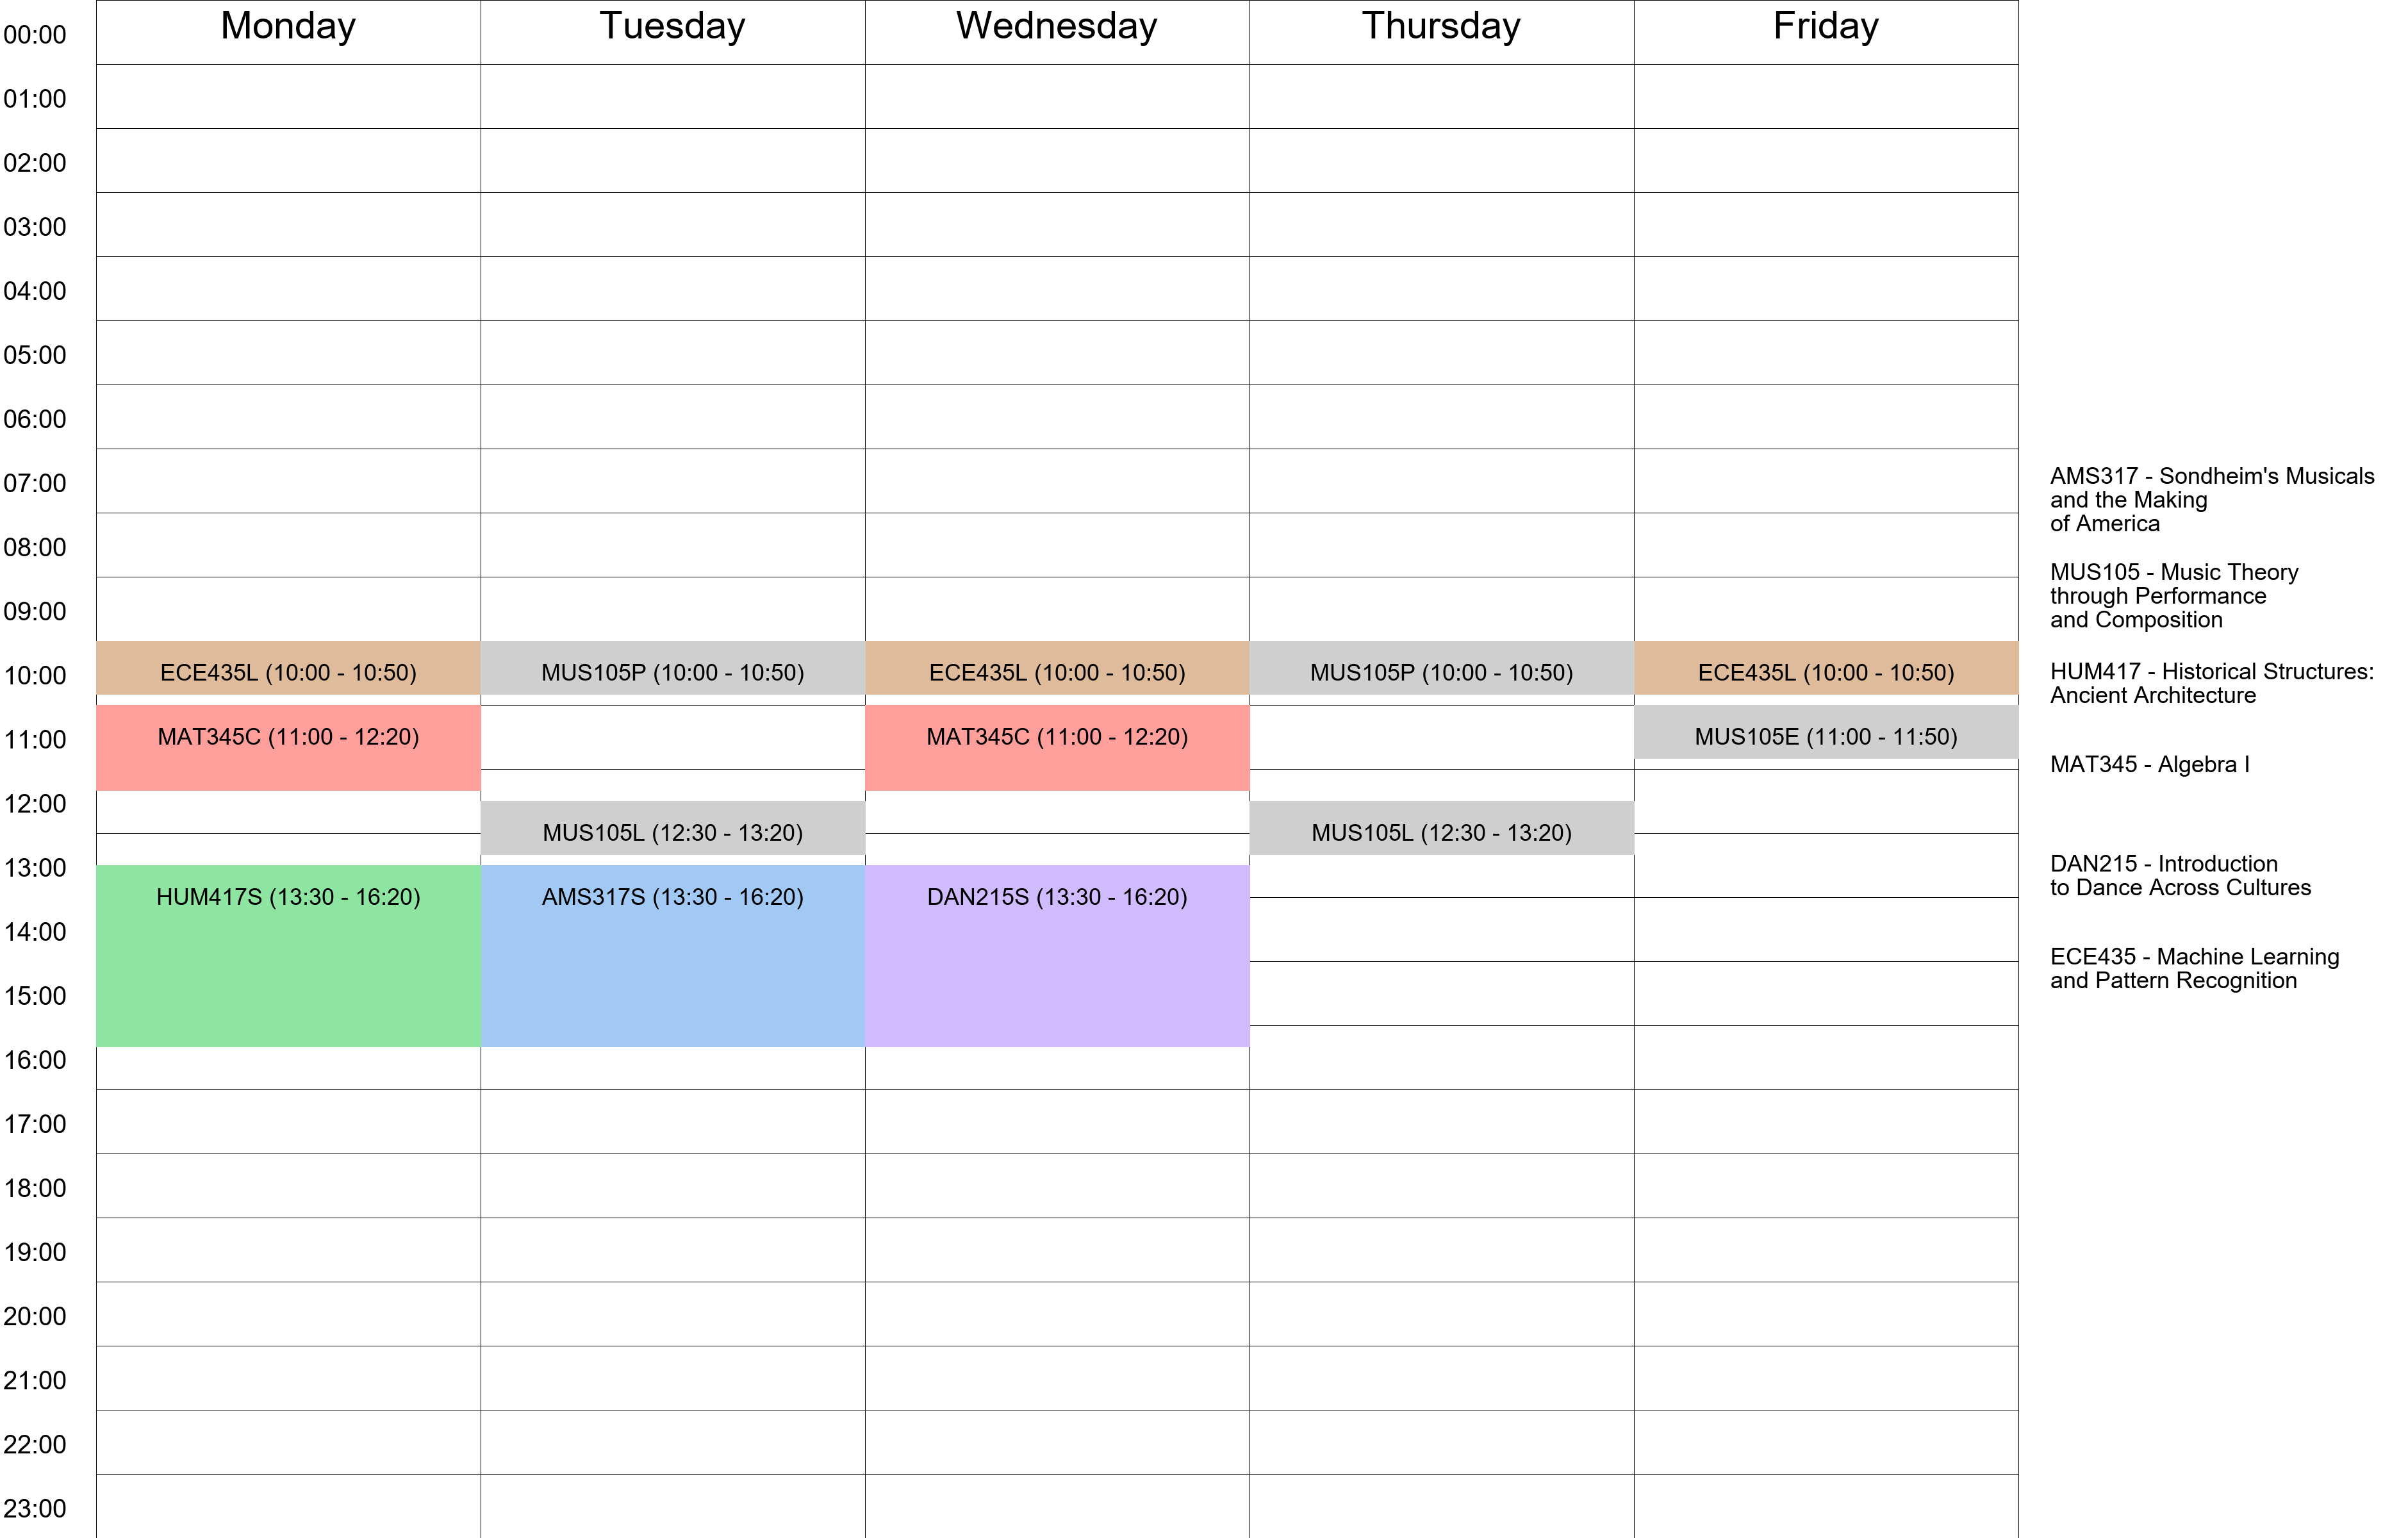 Monday Tuesday Wednesday Thursday Friday
00:00
01:00
02:00
03:00
04:00
05:00
06:00
07:00
08:00
09:00
10:00
11:00
12:00
13:00
14:00
15:00
16:00
17:00
18:00
19:00
20:00
21:00
22:00
23:00
ECE435L (10:00 - 10:50) MUS105P (10:00 - 10:50) ECE435L (10:00 - 10:50) MUS105P (10:00 - 10:50) ECE435L (10:00 - 10:50)
MAT345C (11:00 - 12:20) MAT345C (11:00 - 12:20) MUS105E (11:00 - 11:50)
MUS105L (12:30 - 13:20) MUS105L (12:30 - 13:20)
HUM417S (13:30 - 16:20) AMS317S (13:30 - 16:20) DAN215S (13:30 - 16:20)
AMS317 - Sondheim's Musicals
and the Making
of America
MUS105 - Music Theory
through Performance
and Composition
HUM417 - Historical Structures:
Ancient Architecture
MAT345 - Algebra I
DAN215 - Introduction
to Dance Across Cultures
ECE435 - Machine Learning
and Pattern Recognition